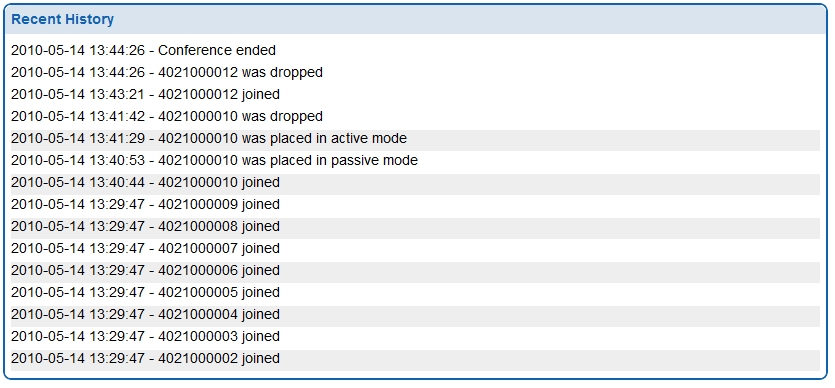 Recent History
2010-05-14 13:44:26 - Conference ended
2010-05-14 13:44:26 - 4021000012 was dropped
2010-05-14 13:43:21 - 4021000012 joined
2010-05-14 13:41:42 - 4021000010 was dropped
2010-05-14 13:41:29 - 4021000010 was placed in active mode
2010-05-14 13:40:53 - 4021000010 was placed in passive mode
2010-05-14 13:40:44 - 4021000010 joined
2010-05-14 13:29:47 - 4021000009 joined
2010-05-14 13:29:47 - 4021000008 joined
2010-05-14 13:29:47 - 4021000007 joined
2010-05-14 13:29:47 - 4021000006 joined
2010-05-14 13:29:47 - 4021000005 joined
2010-05-14 13:29:47 - 4021000004 joined
2010-05-14 13:29:47 - 4021000003 joined
2010-05-14 13:29:47 - 4021000002 joined